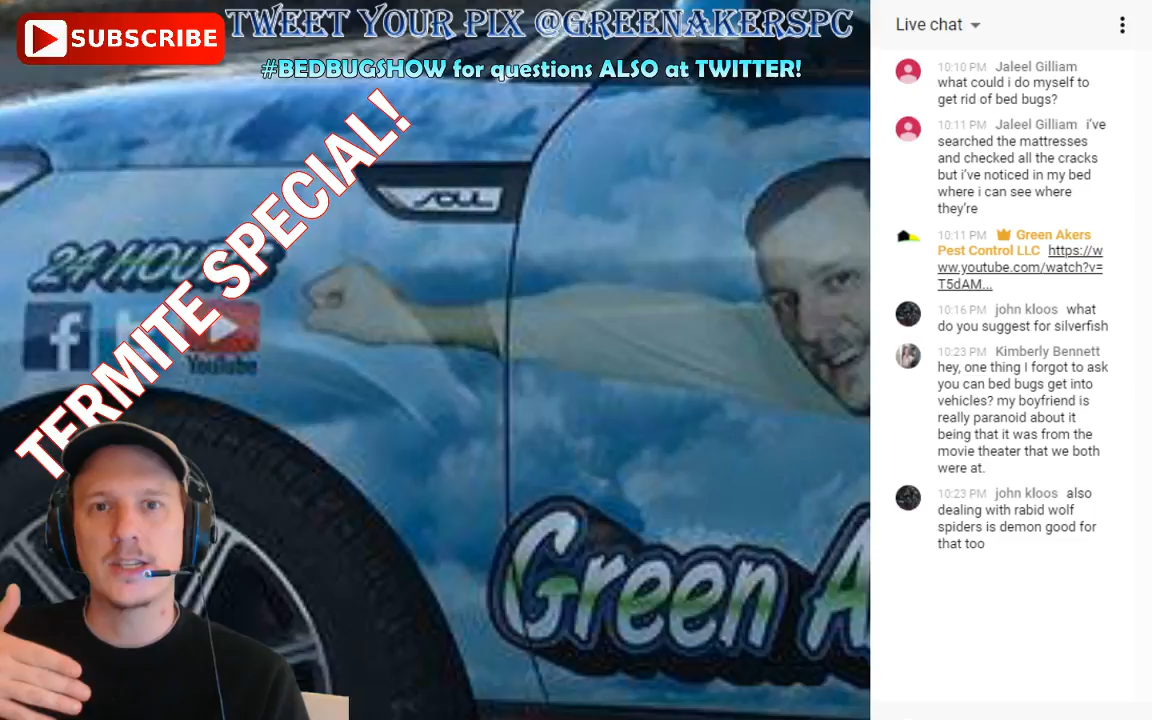 TWEET YOUR PIX @GREENAKERSPC
SUBSCRIBE
#BEDBUGSHOW for questions ALSO at TWITTER!
TERMITE SPECIAL!
SOUL
24 HOURS
f
Youtube
Green A
Live chat
10:10 PM Jaleel Gilliam
what could i do myself to
get rid of bed bugs?
10:11 PM Jaleel Gilliam i've
searched the mattresses
and checked all the cracks
but i've noticed in my bed
where i can see where
they're
10:11 PM Green Akers
Pest Control LLC https://w
ww.youtube.com/watch?v=
T5dAM...
10:16 PM john kloos what
do you suggest for silverfish
10:23 PM Kimberly Bennett
hey, one thing I forgot to ask
you can bed bugs get into
vehicles? my boyfriend is
really paranoid about it
being that it was from the
movie theater that we both
were at.
10:23 PM john kloos also
dealing with rabid wolf
spiders is demon good for
that too